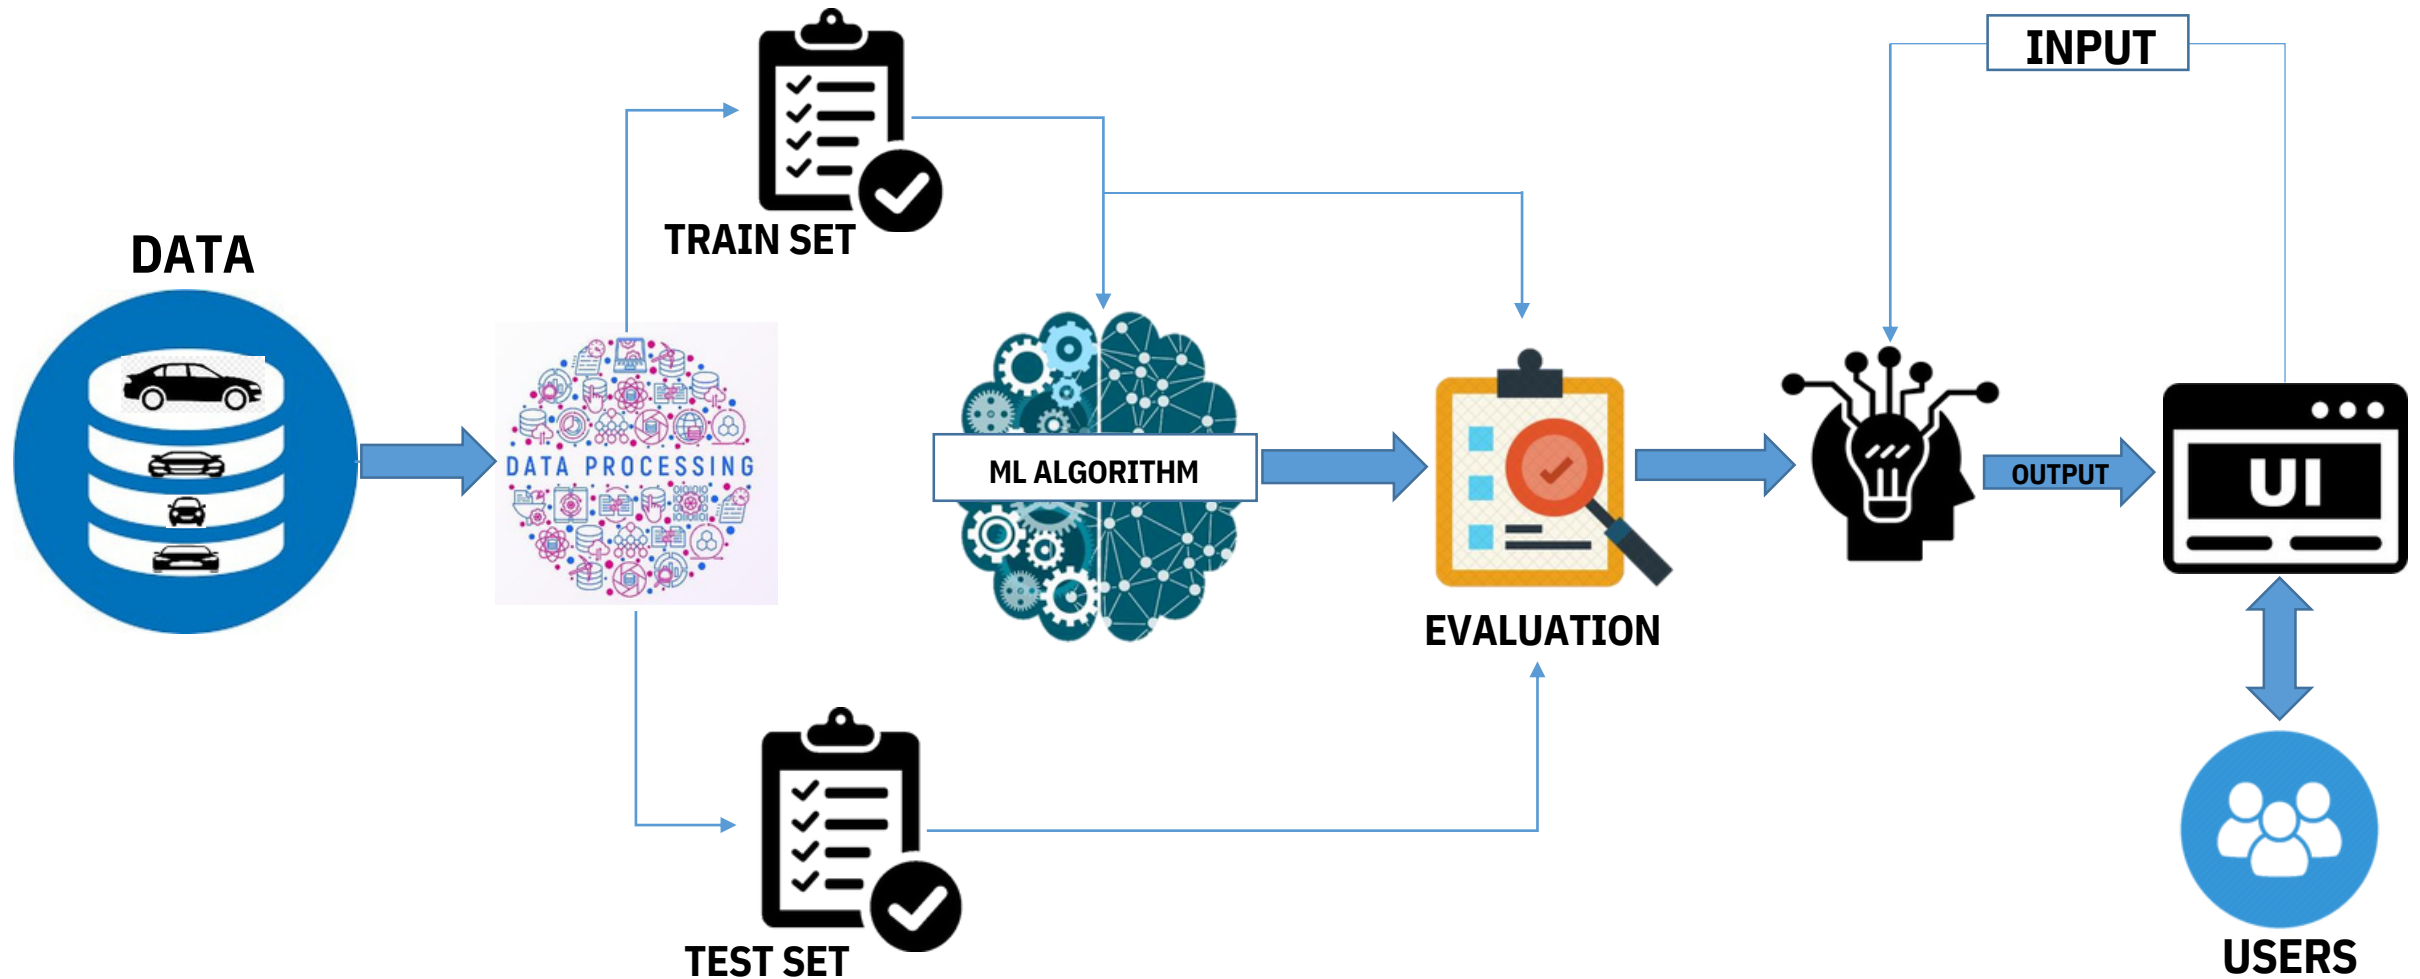 INPUT
TRAIN SET
DATA
DATA PROCESSING
ML ALGORITHM
OUTPUT
UI
EVALUATION
TEST SET
USERS